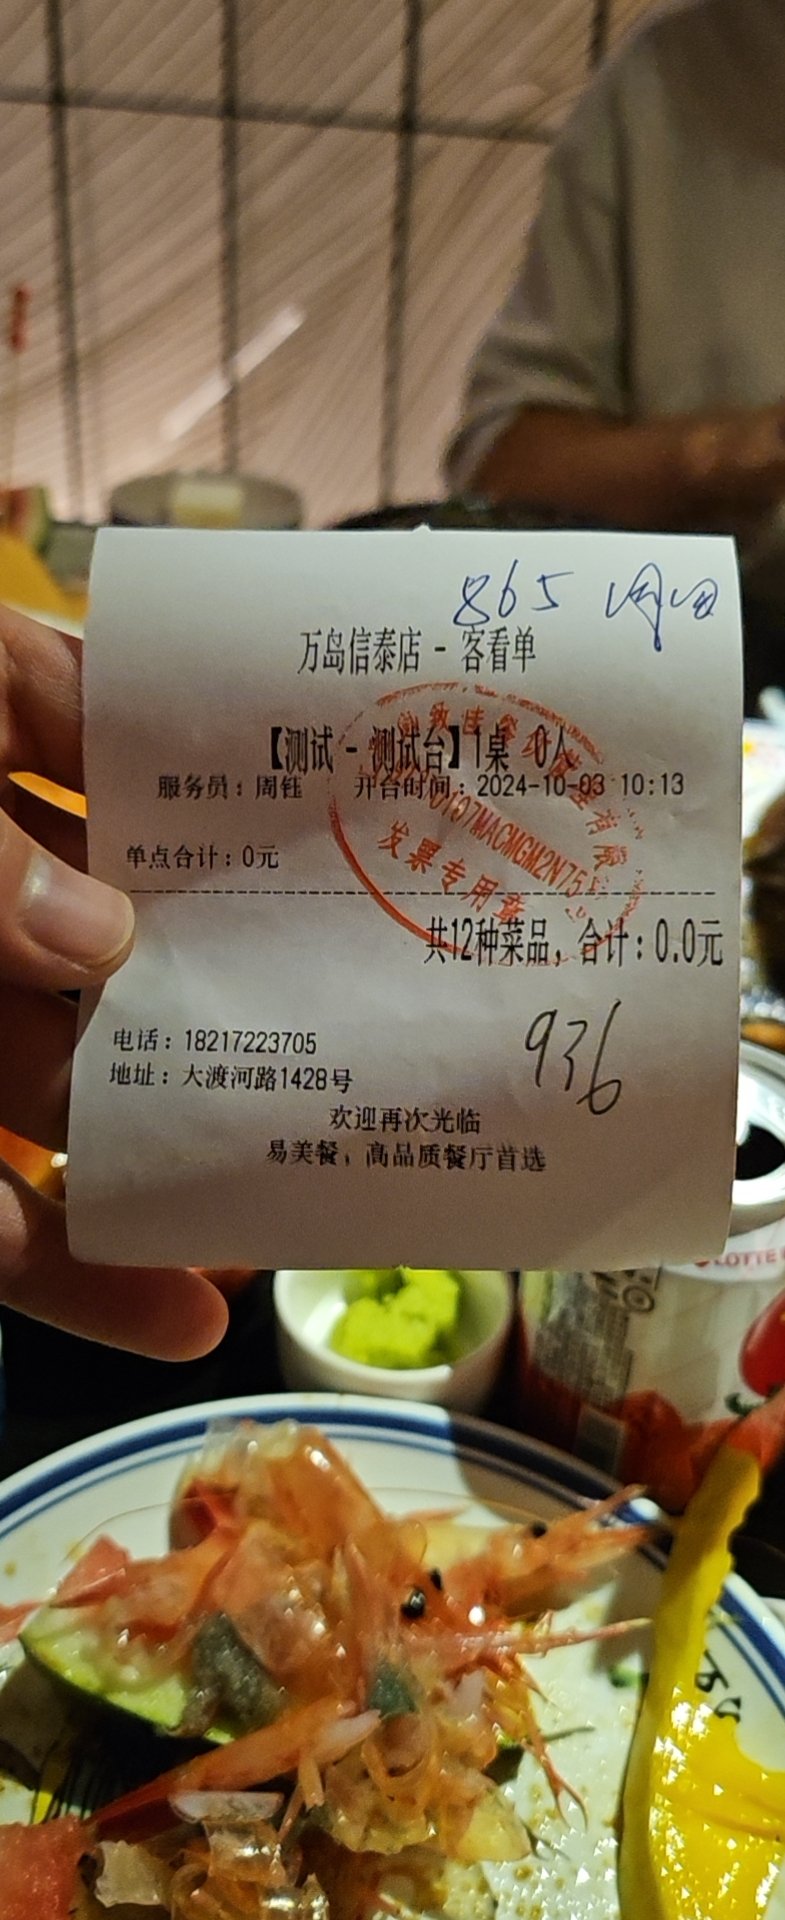 865
万岛信泰店 - 客看单
【测试 - 测试台】1桌 0人
服务员：周钰 开台时间：2024-10-03 10:13
单点合计：0元
0107MACMGM2N75
发票专用章
共12种菜品，合计：0.0元
936
电话：18217223705
地址：大渡河路1428号
欢迎再次光临
易美餐，高品质餐厅首选
LOTTE